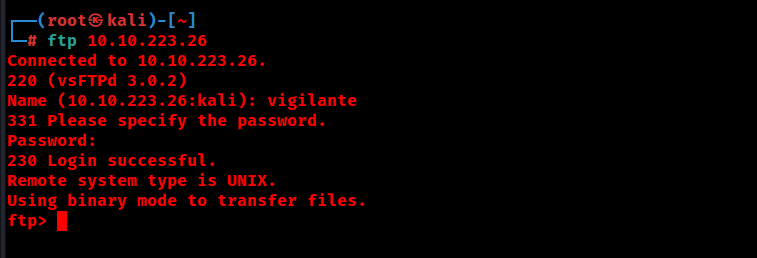 ┌──(root㉿kali)-[~]
└─# ftp 10.10.223.26
Connected to 10.10.223.26.
220 (vsFTPd 3.0.2)
Name (10.10.223.26:kali): vigilante
331 Please specify the password.
Password:
230 Login successful.
Remote system type is UNIX.
Using binary mode to transfer files.
ftp>